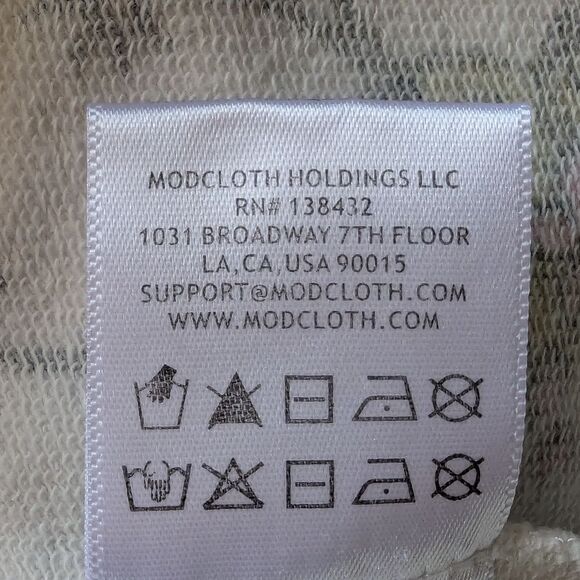 MODCLOTH HOLDINGS LLC
RN# 138432
1031 BROADWAY 7TH FLOOR
LA,CA,USA 90015
SUPPORT@MODCLOTH.COM
WWW.MODCLOTH.COM